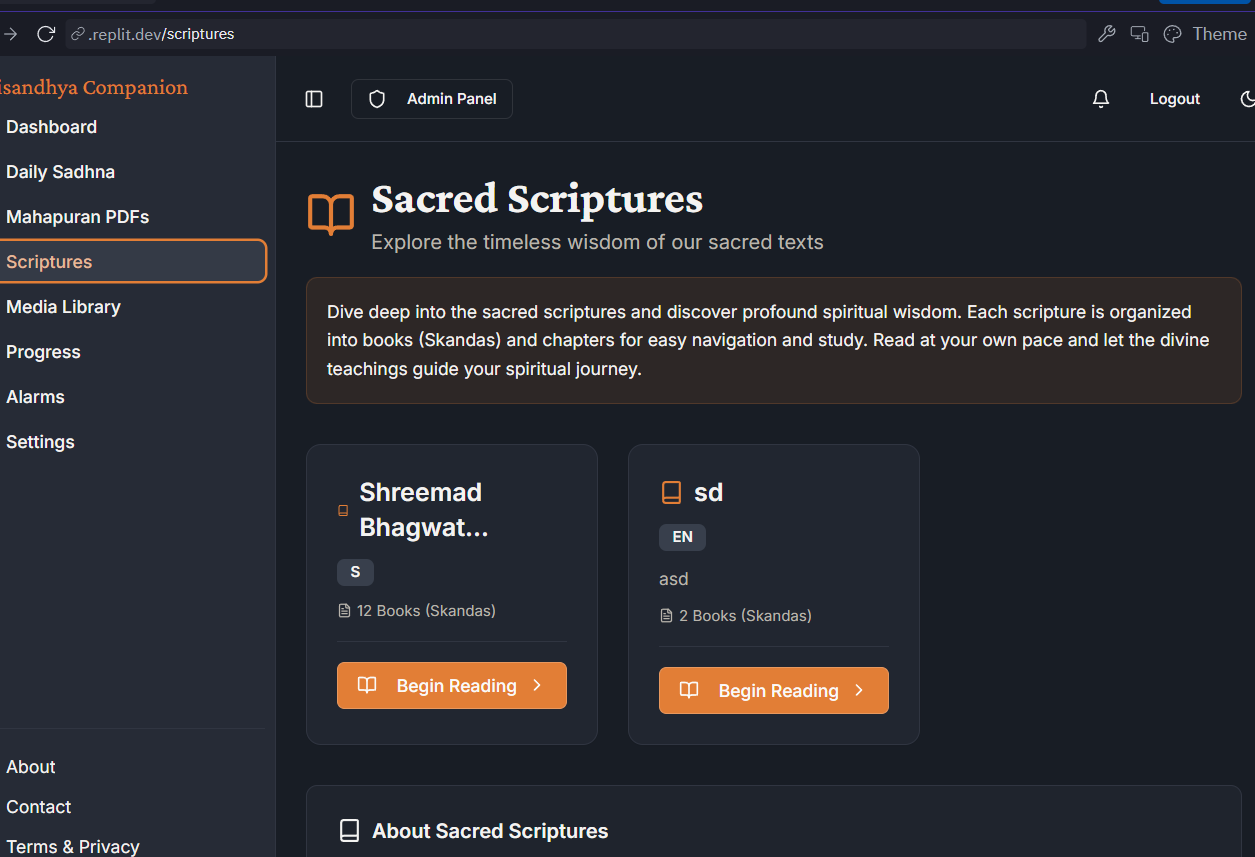 .replit.dev/scriptures
Theme
isandhya Companion
Dashboard
Daily Sadhna
Mahapuran PDFs
Scriptures
Media Library
Progress
Alarms
Settings
About
Contact
Terms & Privacy
Admin Panel
Logout
Sacred Scriptures
Explore the timeless wisdom of our sacred texts
Dive deep into the sacred scriptures and discover profound spiritual wisdom. Each scripture is organized
into books (Skandas) and chapters for easy navigation and study. Read at your own pace and let the divine
teachings guide your spiritual journey.
Shreemad
Bhagwat...
S
12 Books (Skandas)
Begin Reading
sd
EN
asd
2 Books (Skandas)
Begin Reading
About Sacred Scriptures